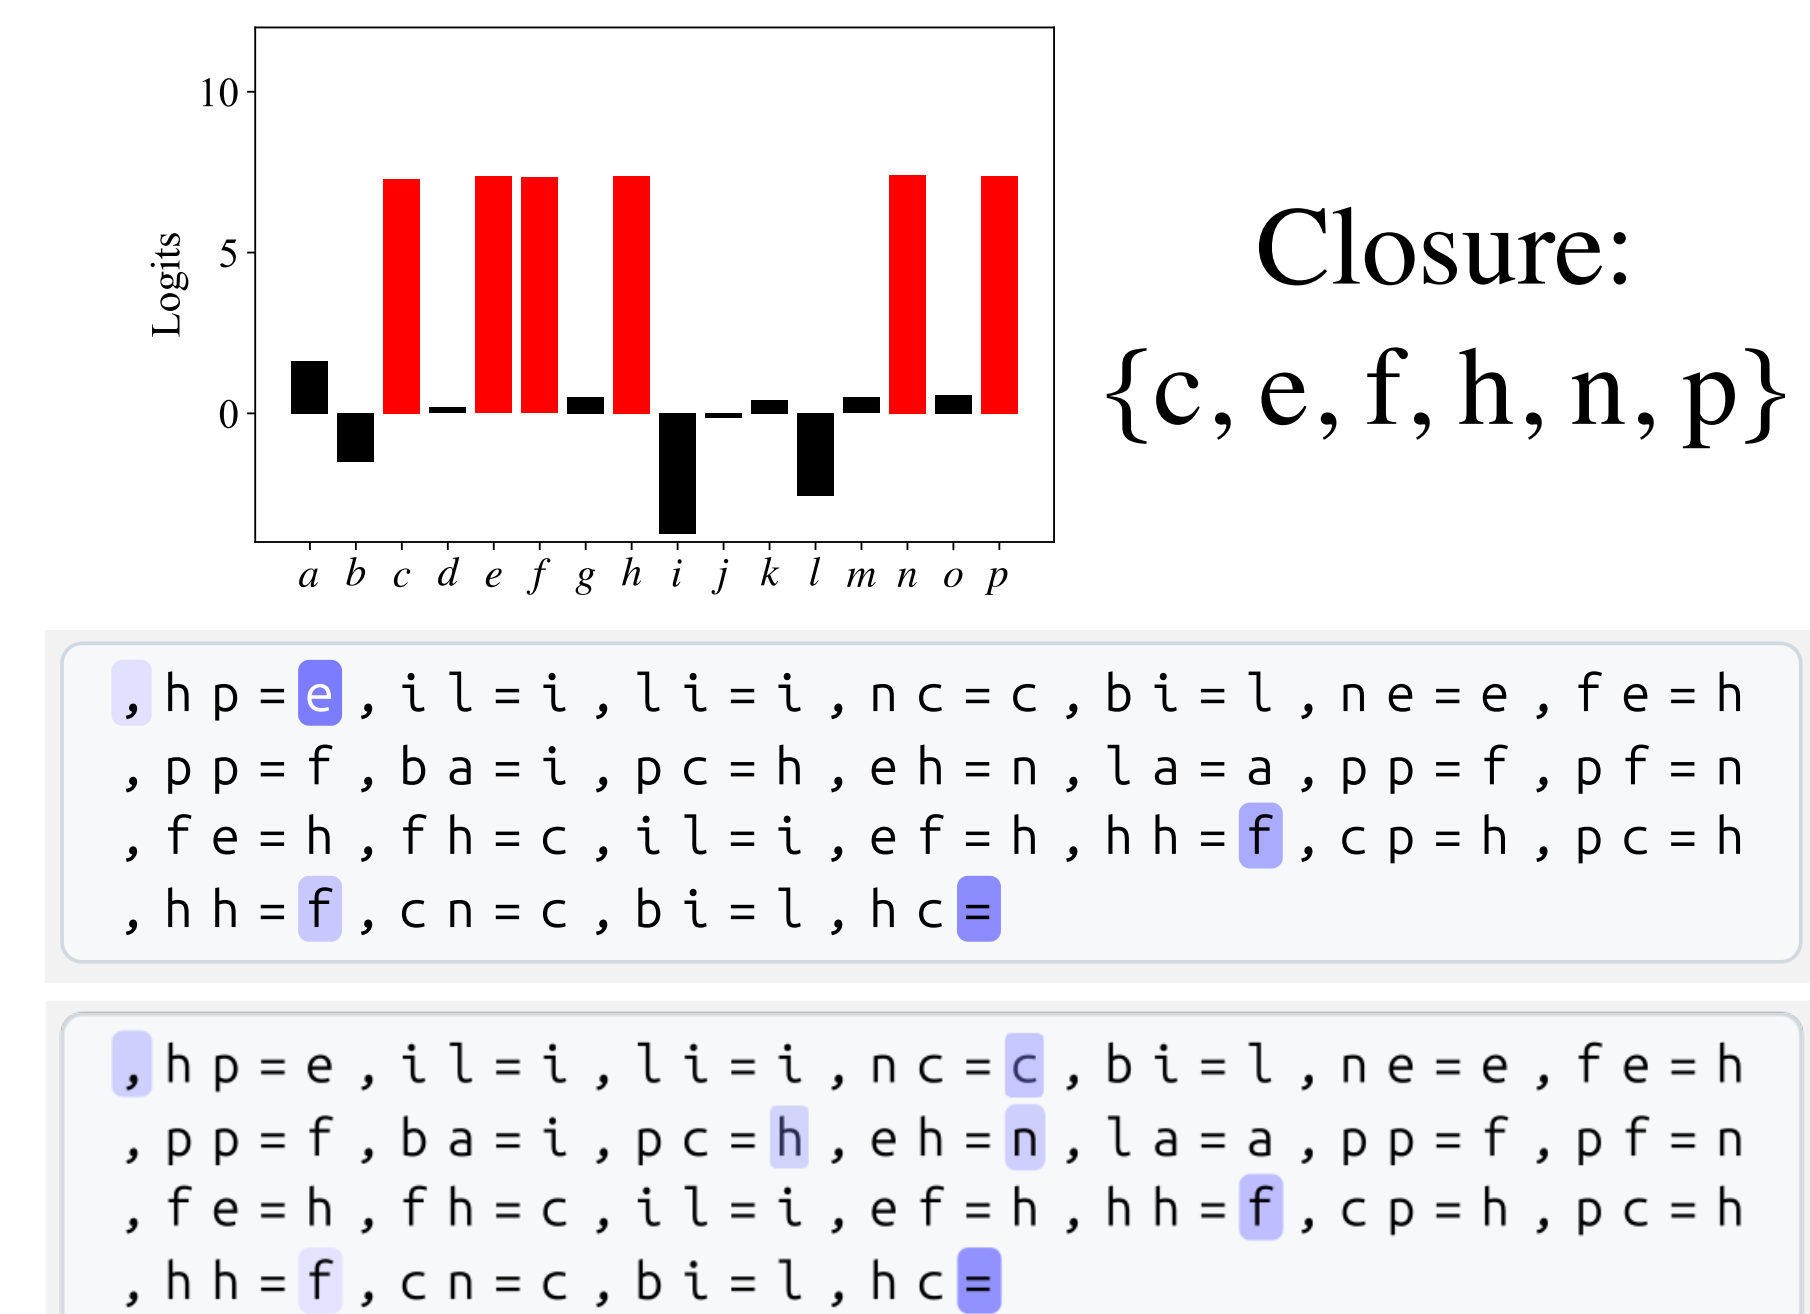 10
5
0
Logits
a b c d e f g h i j k l m n o p
Closure:
{c, e, f, h, n, p}
, h p = e , i l = i , l i = i , n c = c , b i = l , n e = e , f e = h
, p p = f , b a = i , p c = h , e h = n , l a = a , p p = f , p f = n
, f e = h , f h = c , i l = i , e f = h , h h = f , c p = h , p c = h
, h h = f , c n = c , b i = l , h c =
, h p = e , i l = i , l i = i , n c = c , b i = l , n e = e , f e = h
, p p = f , b a = i , p c = h , e h = n , l a = a , p p = f , p f = n
, f e = h , f h = c , i l = i , e f = h , h h = f , c p = h , p c = h
, h h = f , c n = c , b i = l , h c =